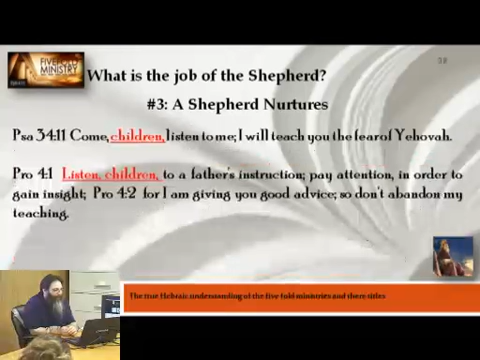 FIVEFOLD
MINISTRY
38
What is the job of the Shepherd?
#3: A Shepherd Nurtures
Psa 34:11 Come, children, listen to me; I will teach you the fear of Yehovah.
Pro 4:1 Listen, children, to a father's instruction; pay attention, in order to
gain insight; Pro 4:2 for I am giving you good advice; so don't abandon my
teaching.
The true Hebraic understanding of the five-fold ministries and there titles